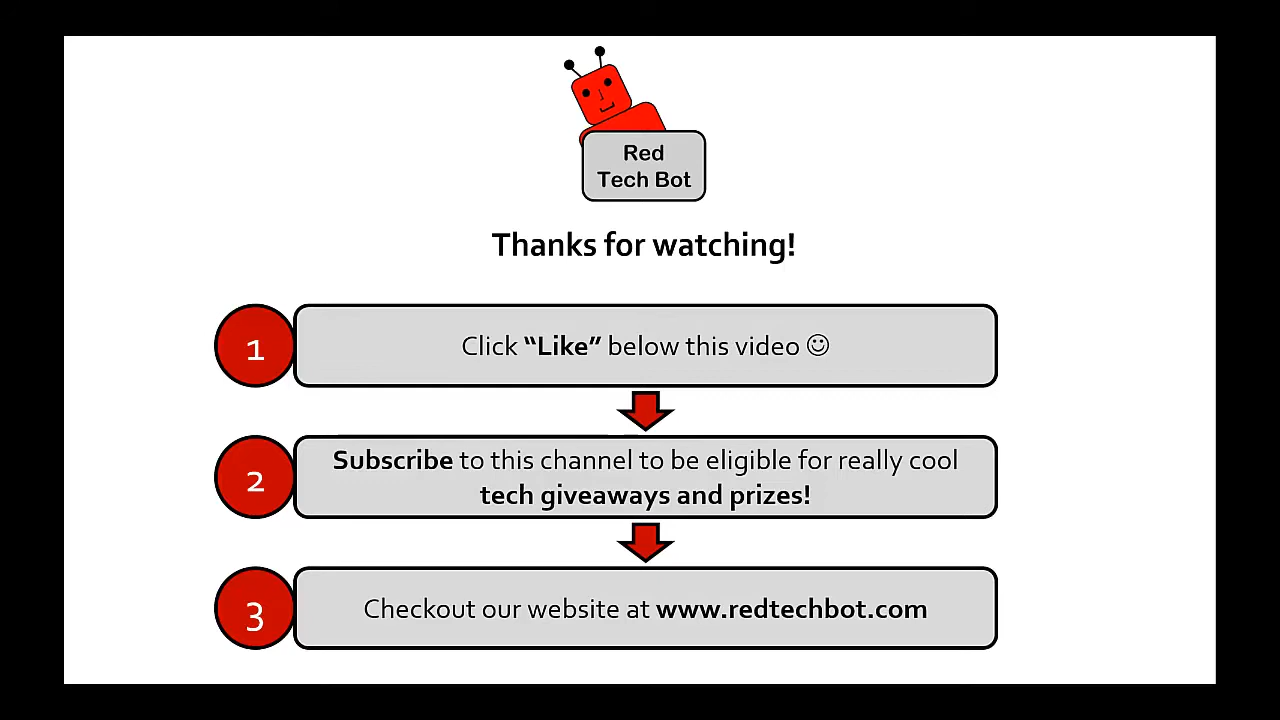 Red
Tech Bot
Thanks for watching!
1
Click “Like” below this video ☺
2
Subscribe to this channel to be eligible for really cool
tech giveaways and prizes!
3
Checkout our website at www.redtechbot.com